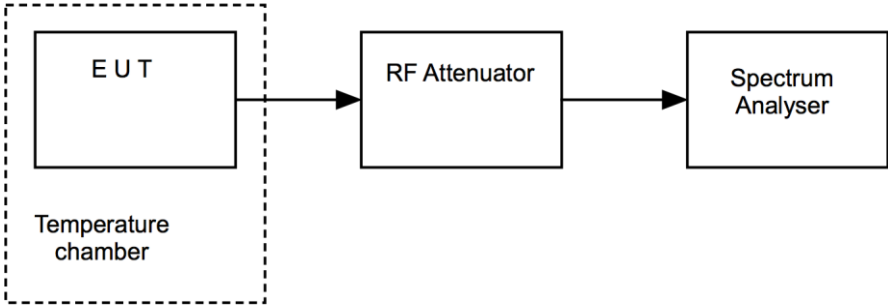 E U T
RF Attenuator
Spectrum
Analyser
Temperature
chamber